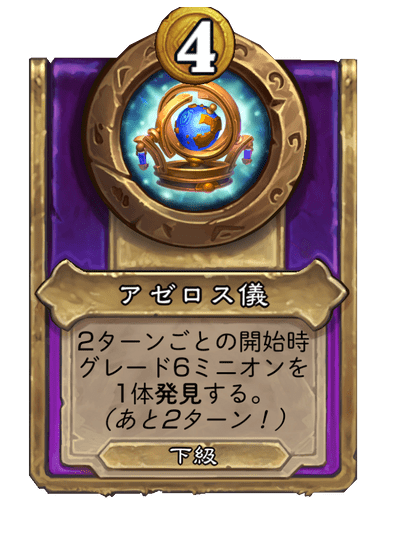 4
アゼロス儀
2ターンごとの開始時
グレード6ミニオンを
1体発見する。
(あと2ターン!)
下級